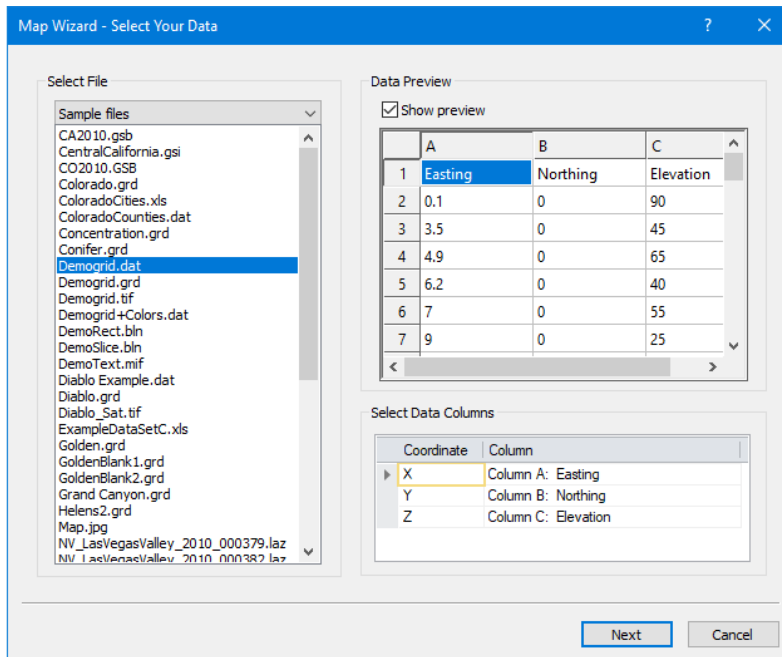 Map Wizard - Select Your Data
?
Select File
Sample files
CA2010.gsb
CentralCalifornia.gsi
CO2010.GSB
Colorado.grd
ColoradoCities.xls
ColoradoCounties.dat
Concentration.grd
Conifer.grd
Demogrid.dat
Demogrid.grd
Demogrid.tif
Demogrid+Colors.dat
DemoRect.bln
DemoSlice.bln
DemoText.mif
Diablo Example.dat
Diablo.grd
Diablo_Sat.tif
ExampleDataSetC.xls
Golden.grd
GoldenBlank1.grd
GoldenBlank2.grd
Grand Canyon.grd
Helens2.grd
Map.jpg
NV_LasVegasValley_2010_000379.laz
NV_LasVegasValley_2010_000382.laz
Data Preview
Show preview
A B C
1 Easting Northing Elevation
2 0.1 0 90
3 3.5 0 45
4 4.9 0 65
5 6.2 0 40
6 7 0 55
7 9 0 25
Select Data Columns
Coordinate Column
X Column A: Easting
Y Column B: Northing
Z Column C: Elevation
Next Cancel